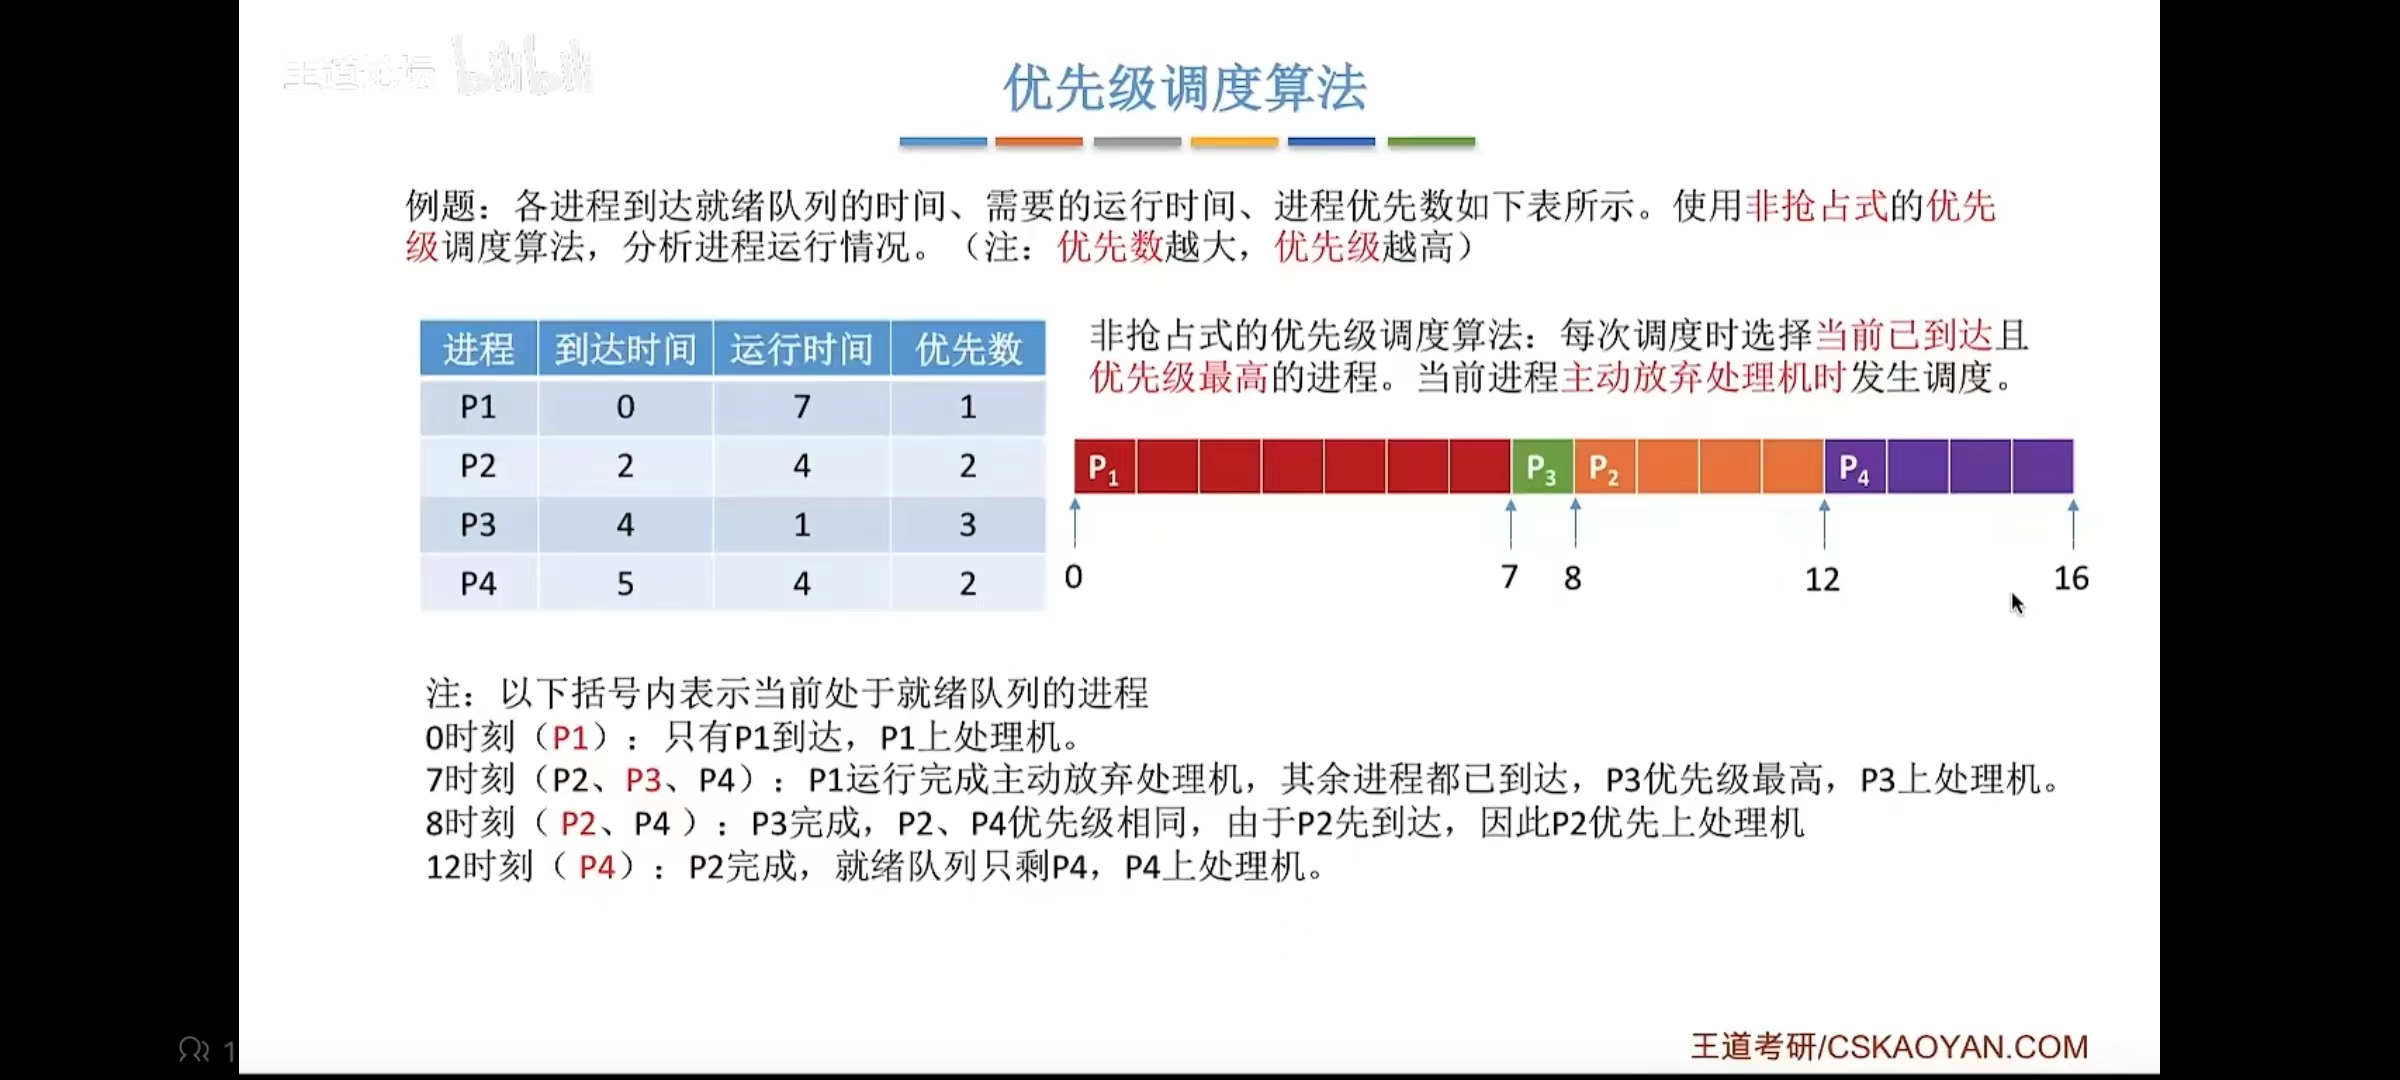 王道论坛 bilibili
优先级调度算法
例题：各进程到达就绪队列的时间、需要的运行时间、进程优先数如下表所示。使用非抢占式的优先
级调度算法，分析进程运行情况。（注：优先数越大，优先级越高）
进程 到达时间 运行时间 优先数
P1 0 7 1
P2 2 4 2
P3 4 1 3
P4 5 4 2
非抢占式的优先级调度算法：每次调度时选择当前已到达且
优先级最高的进程。当前进程主动放弃处理机时发生调度。
P1 P3 P2 P4
0 7 8 12 16
注：以下括号内表示当前处于就绪队列的进程
0时刻（P1）：只有P1到达，P1上处理机。
7时刻（P2、P3、P4）：P1运行完成主动放弃处理机，其余进程都已到达，P3优先级最高，P3上处理机。
8时刻（P2、P4）：P3完成，P2、P4优先级相同，由于P2先到达，因此P2优先上处理机
12时刻（P4）：P2完成，就绪队列只剩P4，P4上处理机。
1
王道考研/CSKAOYAN.COM